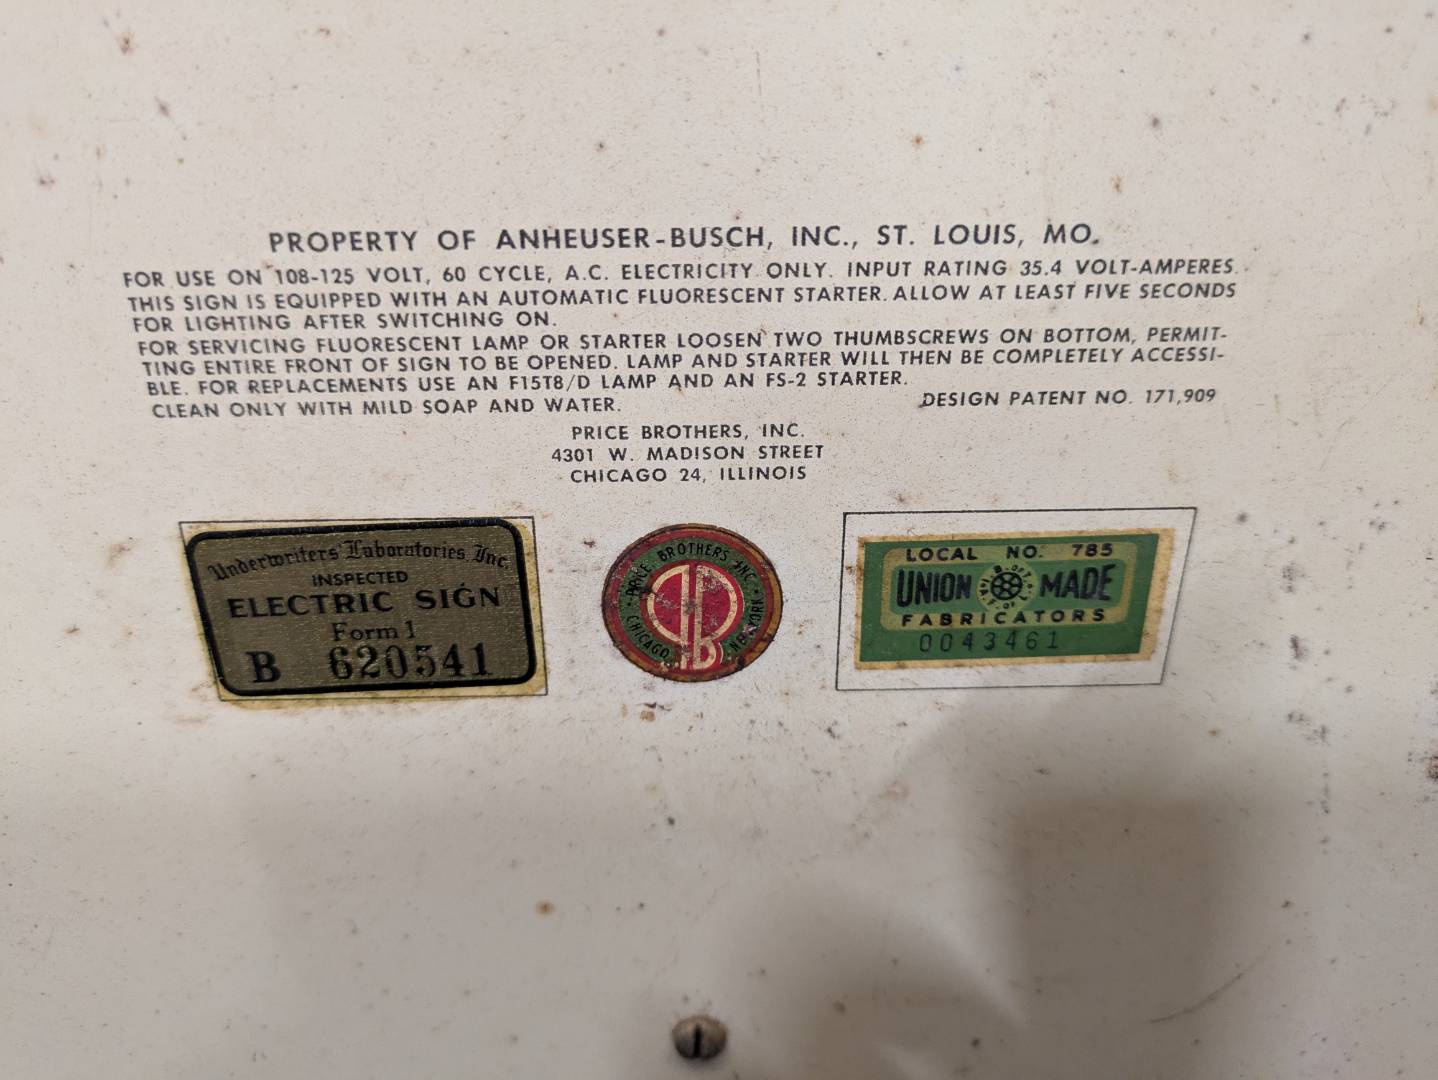 PROPERTY OF ANHEUSER-BUSCH, INC., ST. LOUIS, MO.
FOR USE ON 108-125 VOLT, 60 CYCLE, A.C. ELECTRICITY ONLY. INPUT RATING 35.4 VOLT-AMPERES.
THIS SIGN IS EQUIPPED WITH AN AUTOMATIC FLUORESCENT STARTER. ALLOW AT LEAST FIVE SECONDS
FOR LIGHTING AFTER SWITCHING ON.
FOR SERVICING FLUORESCENT LAMP OR STARTER LOOSEN TWO THUMBSCREWS ON BOTTOM, PERMIT-
TING ENTIRE FRONT OF SIGN TO BE OPENED. LAMP AND STARTER WILL THEN BE COMPLETELY ACCESSI-
BLE. FOR REPLACEMENTS USE AN F15T8/D LAMP AND AN FS-2 STARTER.
CLEAN ONLY WITH MILD SOAP AND WATER. DESIGN PATENT NO. 171,909
PRICE BROTHERS, INC.
4301 W. MADISON STREET
CHICAGO 24, ILLINOIS
Underwriters' Laboratories, Inc.
INSPECTED
ELECTRIC SIGN
Form 1
B 620541
PRICE BROTHERS INC.
CHICAGO NEW YORK
PB
LOCAL NO. 785
UNION MADE
FABRICATORS
0043461